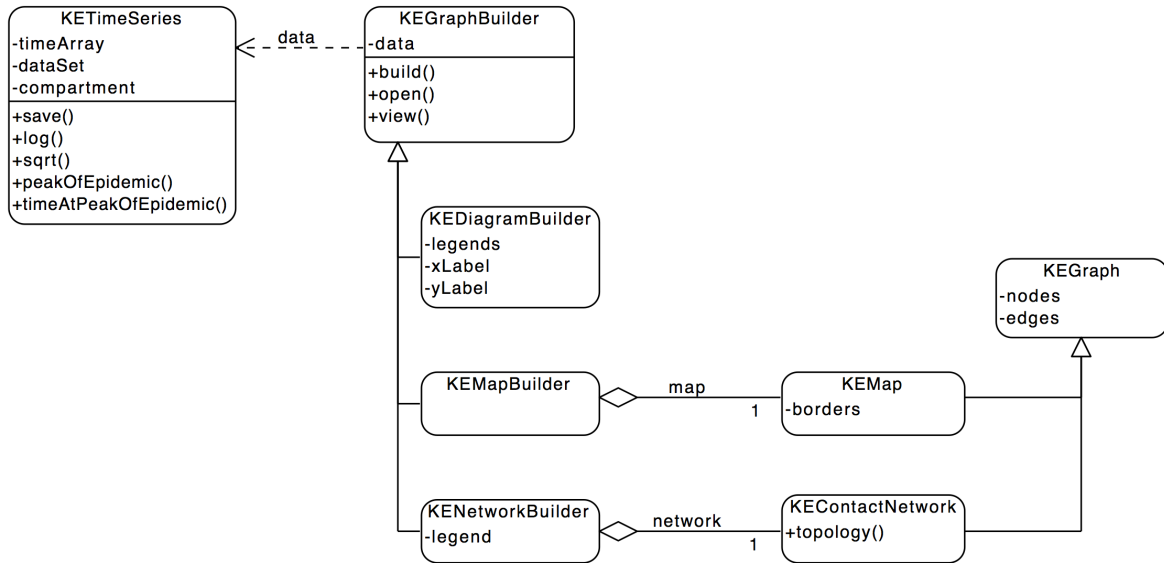 KETimeSeries
-timeArray
-dataSet
-compartment
+save()
+log()
+sqrt()
+peakOfEpidemic()
+timeAtPeakOfEpidemic()
data
KEGraphBuilder
-data
+build()
+open()
+view()
KEDiagramBuilder
-legends
-xLabel
-yLabel
KEGraph
-nodes
-edges
KEMapBuilder
map
1
KEMap
-borders
KENetworkBuilder
-legend
network
1
KEContactNetwork
+topology()